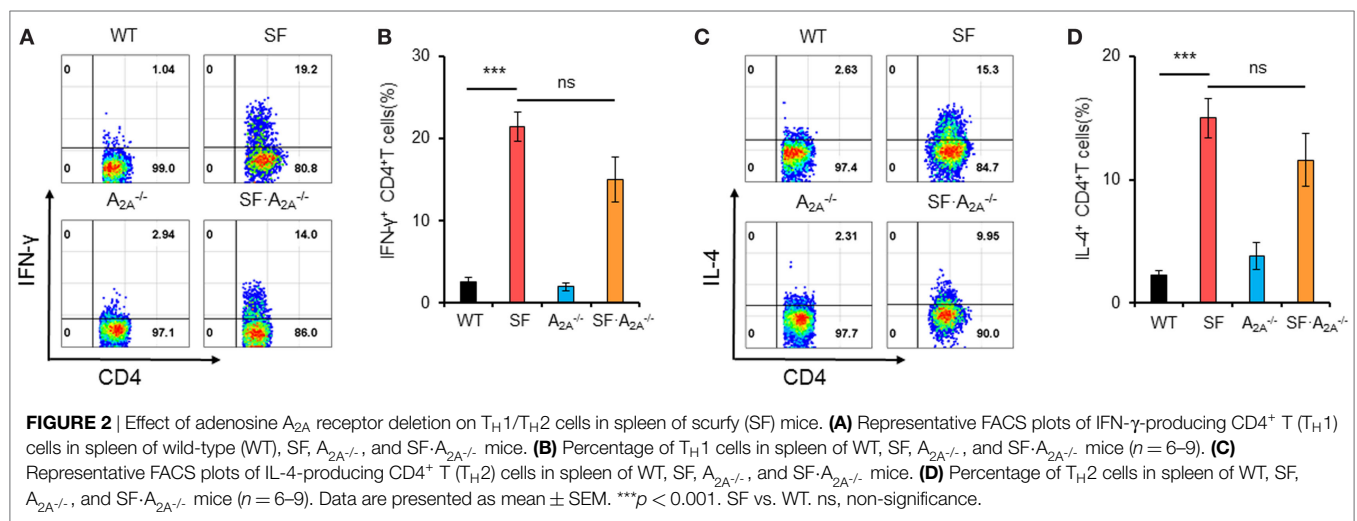 A
WT
SF
0
1.04
0
19.2
0
99.0
0
80.8
A2A-/-
SF·A2A-/-
0
2.94
0
14.0
0
97.1
0
86.0
IFN-γ
CD4
B
30
20
10
0
IFN-γ+ CD4+T cells(%)
***
ns
WT
SF
A2A-/-
SF·A2A-/-
C
WT
SF
0
2.63
0
15.3
0
97.4
0
84.7
A2A-/-
SF·A2A-/-
0
2.31
0
9.95
0
97.7
0
90.0
IL-4
CD4
D
20
10
0
IL-4+ CD4+T cells(%)
***
ns
WT
SF
A2A-/-
SF·A2A-/-
FIGURE 2 | Effect of adenosine A2A receptor deletion on TH1/TH2 cells in spleen of scurfy (SF) mice. (A) Representative FACS plots of IFN-γ-producing CD4+ T (TH1)
cells in spleen of wild-type (WT), SF, A2A-/-, and SF·A2A-/- mice. (B) Percentage of TH1 cells in spleen of WT, SF, A2A-/-, and SF·A2A-/- mice (n = 6–9). (C)
Representative FACS plots of IL-4-producing CD4+ T (TH2) cells in spleen of WT, SF, A2A-/-, and SF·A2A-/- mice. (D) Percentage of TH2 cells in spleen of WT, SF,
A2A-/-, and SF·A2A-/- mice (n = 6–9). Data are presented as mean ± SEM. ***p < 0.001. SF vs. WT. ns, non-significance.